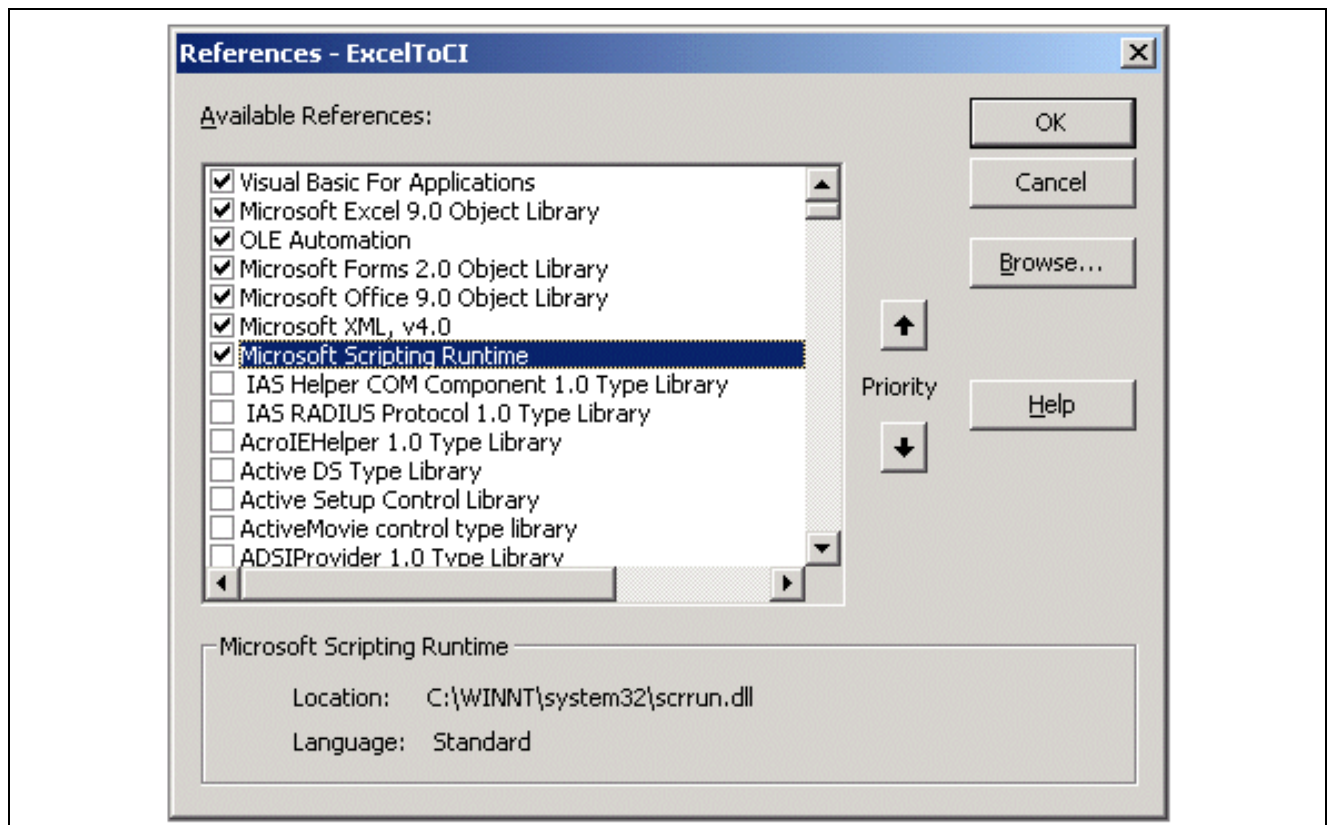 References - ExcelToCI
Available References:
OK
Cancel
Browse...
Help
Visual Basic For Applications
Microsoft Excel 9.0 Object Library
OLE Automation
Microsoft Forms 2.0 Object Library
Microsoft Office 9.0 Object Library
Microsoft XML, v4.0
Microsoft Scripting Runtime
IAS Helper COM Component 1.0 Type Library
IAS RADIUS Protocol 1.0 Type Library
AcroIEHelper 1.0 Type Library
Active DS Type Library
Active Setup Control Library
ActiveMovie control type library
ADSIProvider 1.0 Type Library
Priority
Microsoft Scripting Runtime
Location: C:\WINNT\system32\scrrun.dll
Language: Standard